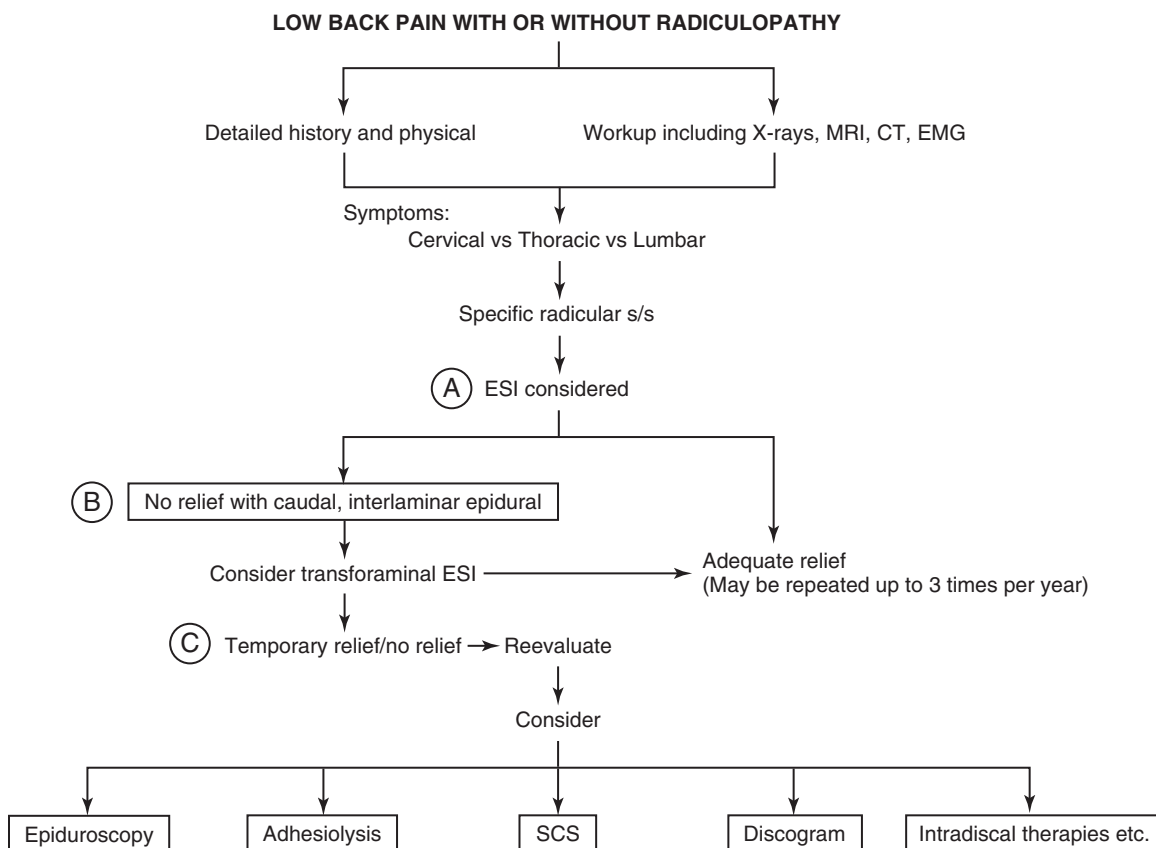 LOW BACK PAIN WITH OR WITHOUT RADICULOPATHY
Detailed history and physical
Workup including X-rays, MRI, CT, EMG
Symptoms:
Cervical vs Thoracic vs Lumbar
Specific radicular s/s
A
ESI considered
B
No relief with caudal, interlaminar epidural
Consider transforaminal ESI
Adequate relief
(May be repeated up to 3 times per year)
C
Temporary relief/no relief
Reevaluate
Consider
Epiduroscopy
Adhesiolysis
SCS
Discogram
Intradiscal therapies etc.